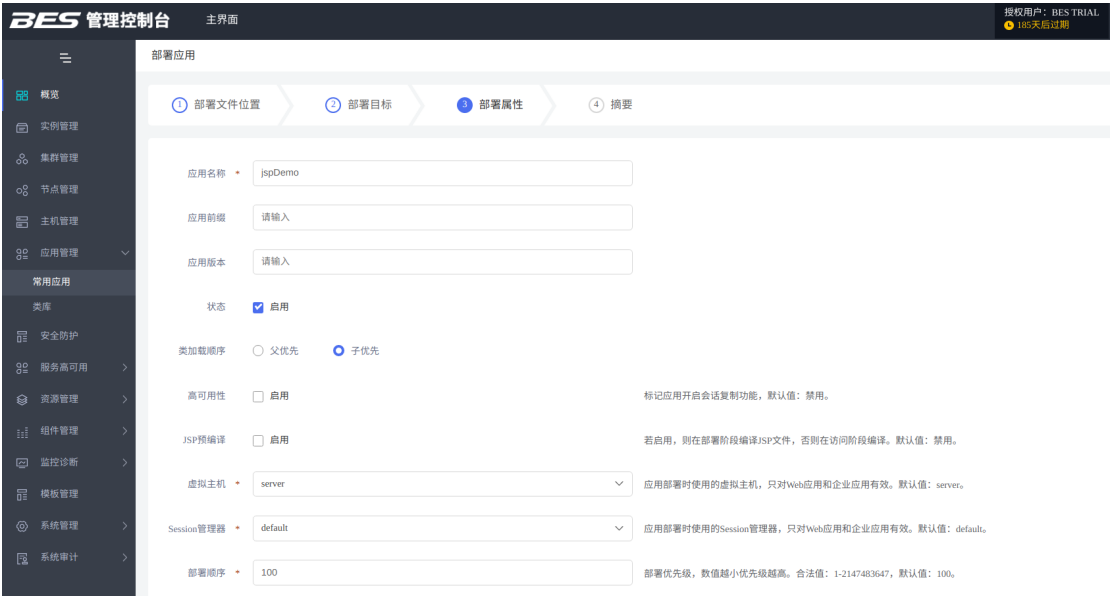 BES 管理控制台 主界面 授权用户：BES TRIAL
185天后过期
部署应用
概览
实例管理
集群管理
节点管理
主机管理
应用管理
常用应用
类库
安全防护
服务高可用
资源管理
组件管理
监控诊断
模板管理
系统管理
系统审计
1 部署文件位置 2 部署目标 3 部署属性 4 摘要
应用名称 * jspDemo
应用前缀 请输入
应用版本 请输入
状态 启用
类加载顺序 父优先 子优先
高可用性 启用 标记应用开启会话复制功能，默认值：禁用。
JSP预编译 启用 若启用，则在部署阶段编译JSP文件，否则在访问阶段编译。默认值：禁用。
虚拟主机 * server 应用部署时使用的虚拟主机，只对Web应用和企业应用有效。默认值：server。
Session管理器 * default 应用部署时使用的Session管理器，只对Web应用和企业应用有效。默认值：default。
部署顺序 * 100 部署优先级，数值越小优先级越高。合法值：1-2147483647，默认值：100。